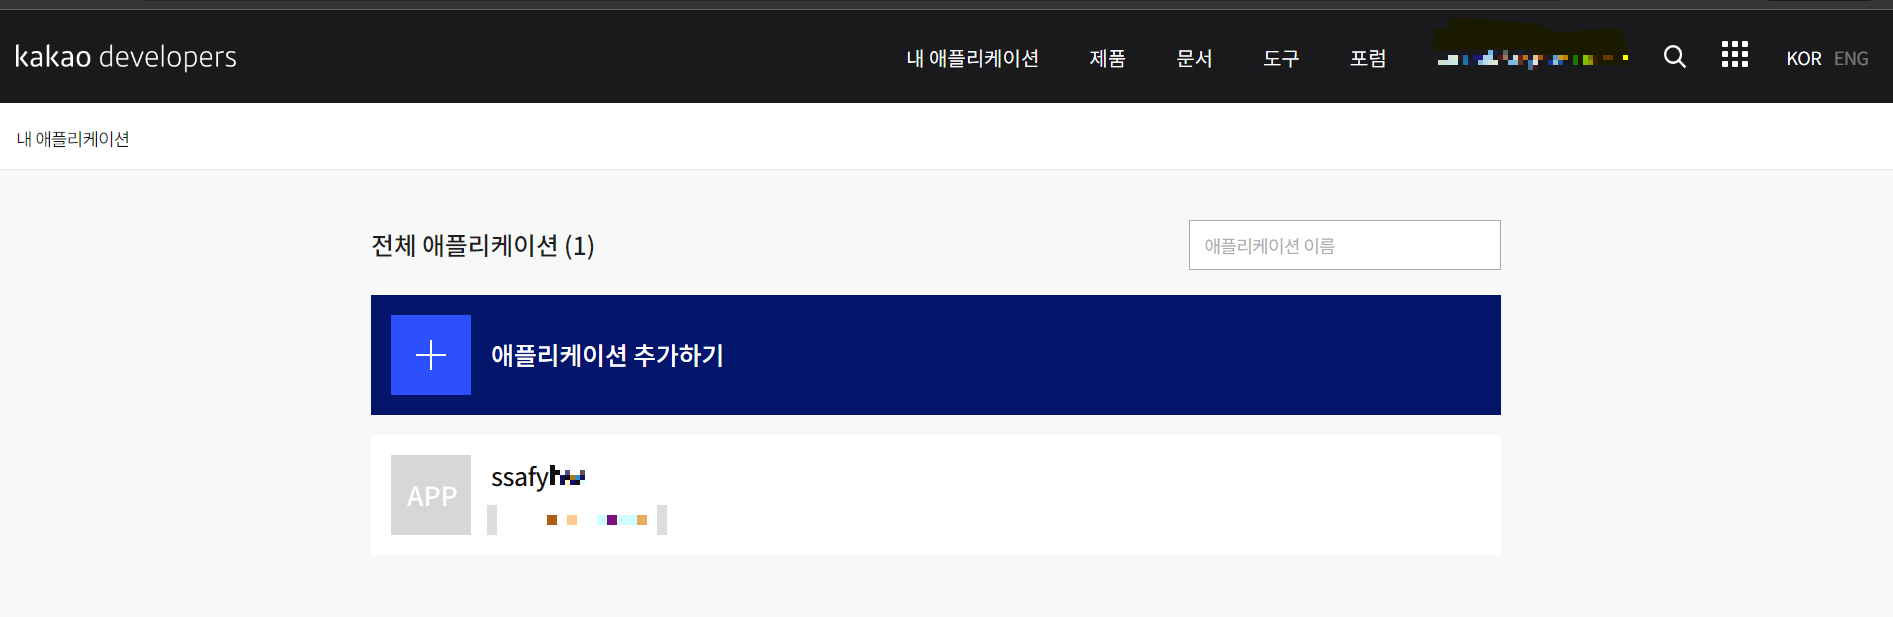 kakao developers 내 애플리케이션 제품 문서 도구 포럼 KOR ENG
내 애플리케이션
전체 애플리케이션 (1) 애플리케이션 이름
애플리케이션 추가하기
APP ssafy